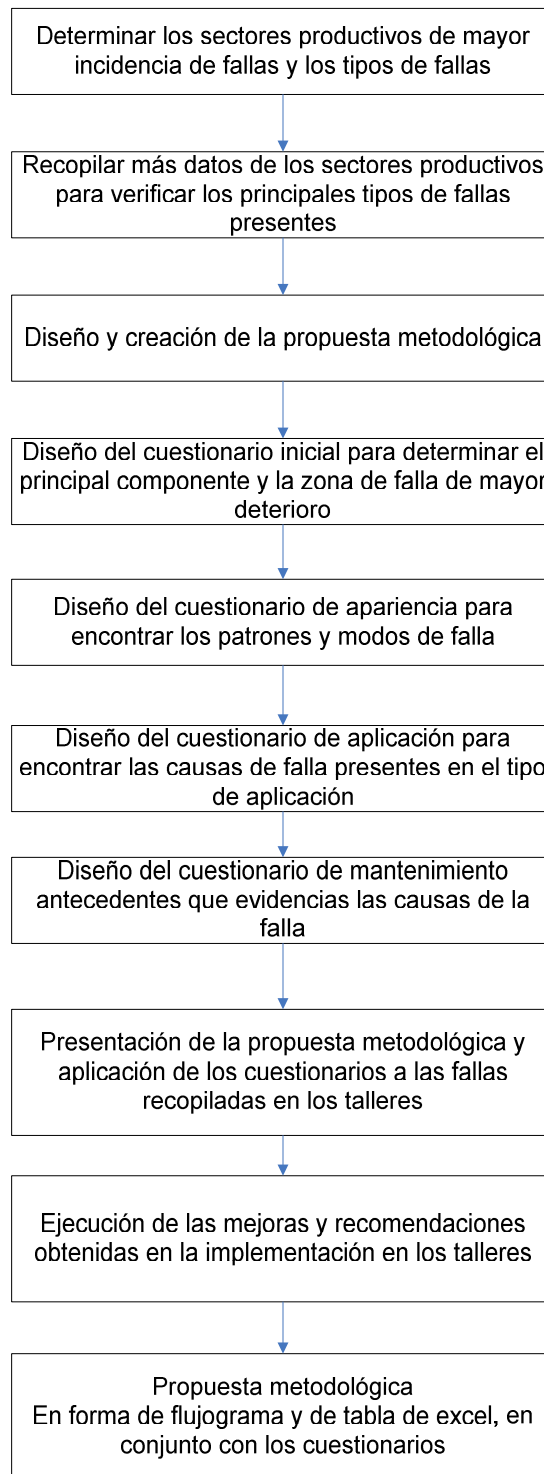 Determinar los sectores productivos de mayor
incidencia de fallas y los tipos de fallas
Recopilar más datos de los sectores productivos
para verificar los principales tipos de fallas
presentes
Diseño y creación de la propuesta metodológica
Diseño del cuestionario inicial para determinar el
principal componente y la zona de falla de mayor
deterioro
Diseño del cuestionario de apariencia para
encontrar los patrones y modos de falla
Diseño del cuestionario de aplicación para
encontrar las causas de falla presentes en el tipo
de aplicación
Diseño del cuestionario de mantenimiento
antecedentes que evidencias las causas de la
falla
Presentación de la propuesta metodológica y
aplicación de los cuestionarios a las fallas
recopiladas en los talleres
Ejecución de las mejoras y recomendaciones
obtenidas en la implementación en los talleres
Propuesta metodológica
En forma de flujograma y de tabla de excel, en
conjunto con los cuestionarios